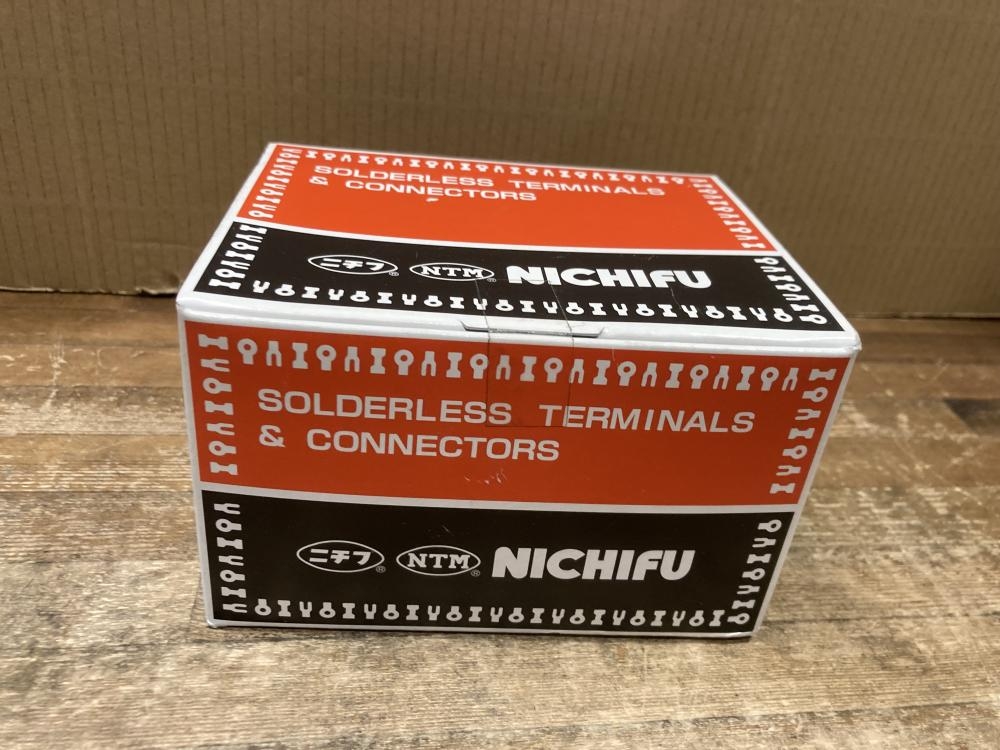 SOLDERLESS TERMINALS
& CONNECTORS
ニチフ ® NTM ® NICHIFU
SOLDERLESS TERMINALS
& CONNECTORS
ニチフ ® NTM ® NICHIFU